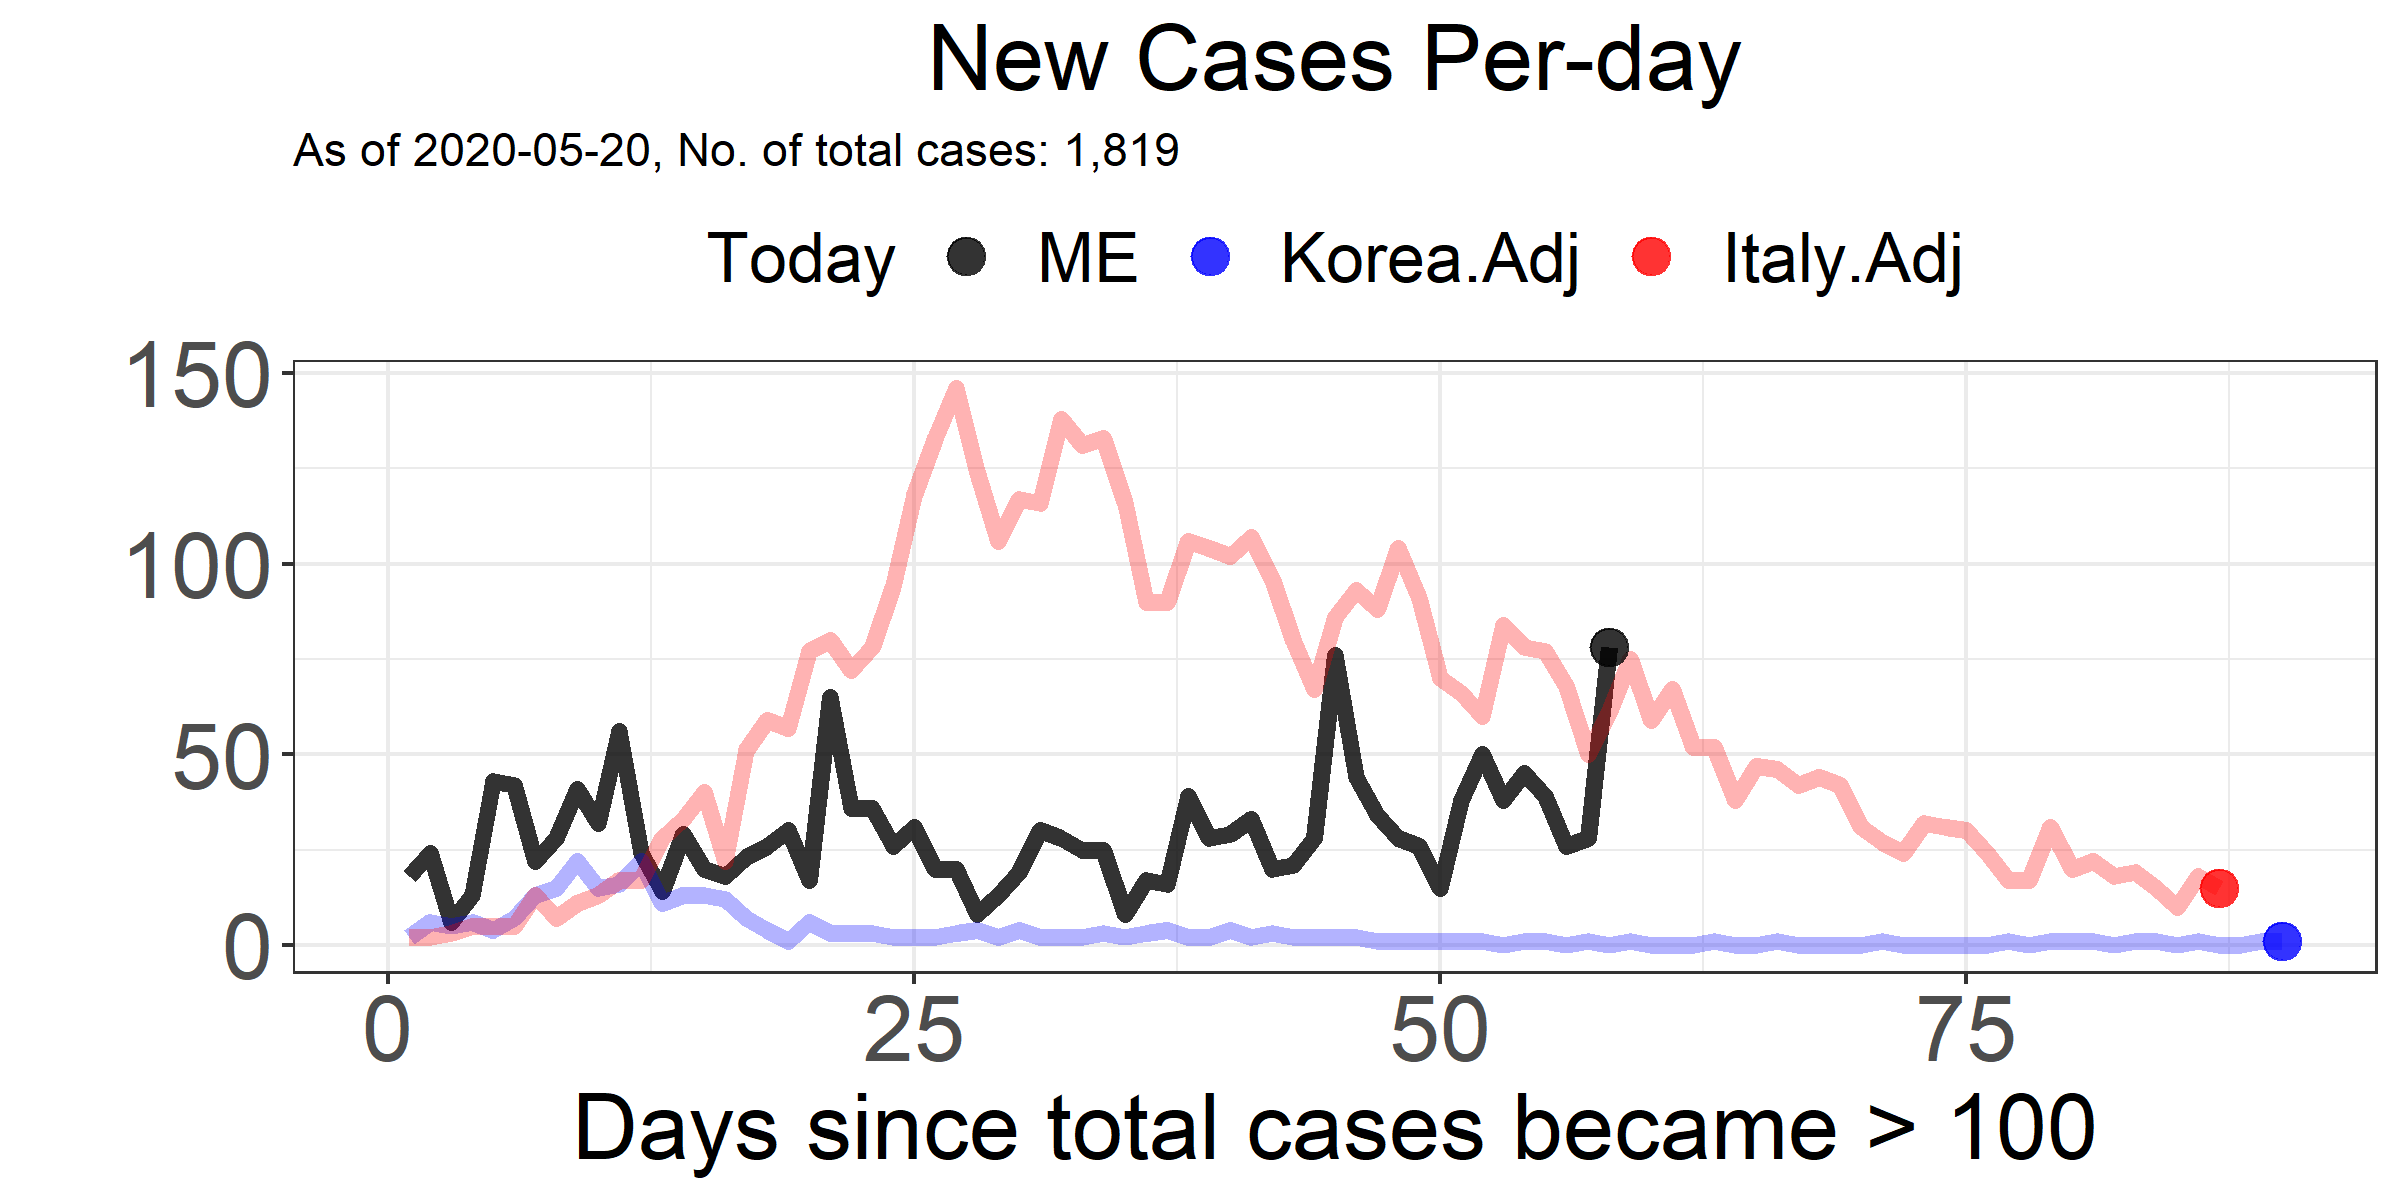 New Cases Per-day
As of 2020-05-20, No. of total cases: 1,819
Today ME Korea.Adj Italy.Adj
150
100
50
0
0 25 50 75
Days since total cases became > 100